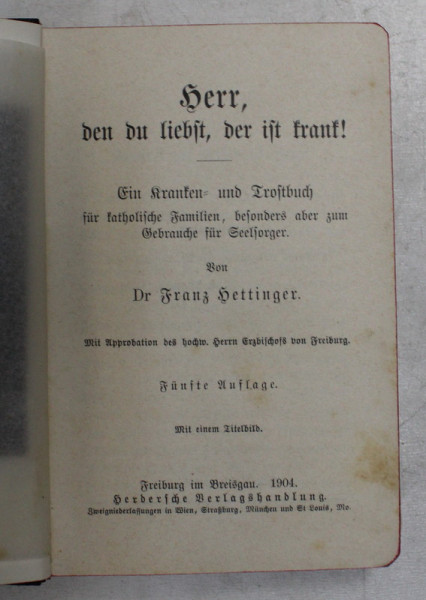 Herr,
den du liebst, der ist krank!
Ein Kranken- und Trostbuch
für katholische Familien, besonders aber zum
Gebrauche für Seelsorger.
Von
Dr Franz Hettinger.
Mit Approbation des hochw. Herrn Erzbischofs von Freiburg.
Fünfte Auflage.
Mit einem Titelbild.
Freiburg im Breisgau. 1904.
Herdersche Verlagshandlung.
Zweigniederlassungen in Wien, Straßburg, München und St Louis, Mo.